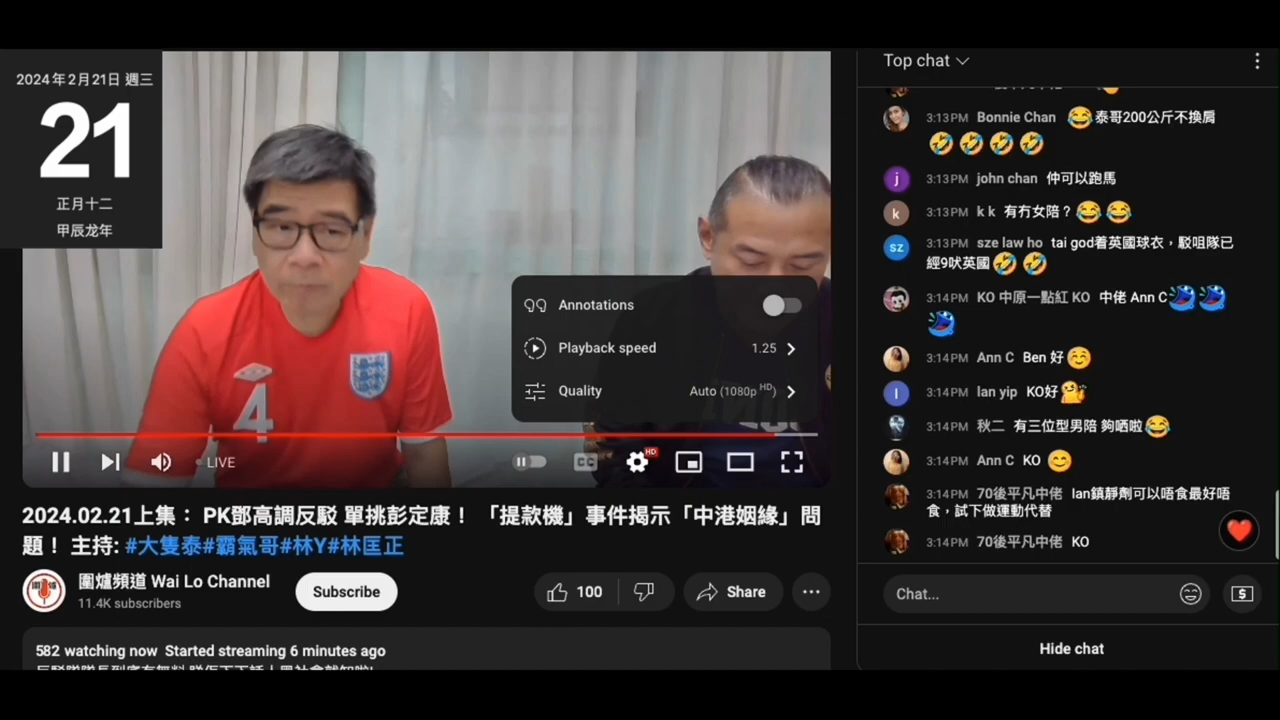 2024年2月21日 週三
21
正月十二
甲辰龙年
4
Annotations
Playback speed 1.25
Quality Auto (1080p HD)
LIVE
CC
HD
2024.02.21上集： PK鄧高調反駁 單挑彭定康！ 「提款機」事件揭示「中港姻緣」問
題！ 主持: #大隻泰#霸氣哥#林Y#林匡正
圍爐頻道 Wai Lo Channel
11.4K subscribers
Subscribe
100
Share
582 watching now Started streaming 6 minutes ago
Top chat
3:13PM Bonnie Chan 😂泰哥200公斤不換肩
🤣🤣🤣🤣
j
3:13PM john chan 仲可以跑馬
k
3:13PM k k 有冇女陪？😂😂
sz
3:13PM sze law ho tai god着英國球衣，駁咀隊已
經9吠英國🤣🤣
3:14PM KO 中原一點紅 KO 中佬 Ann C
3:14PM Ann C Ben 好😊
l
3:14PM lan yip KO好
3:14PM 秋二 有三位型男陪 夠哂啦😂
3:14PM Ann C KO 😊
3:14PM 70後平凡中佬 lan鎮靜劑可以唔食最好唔
食，試下做運動代替
3:14PM 70後平凡中佬 KO
Chat...
Hide chat